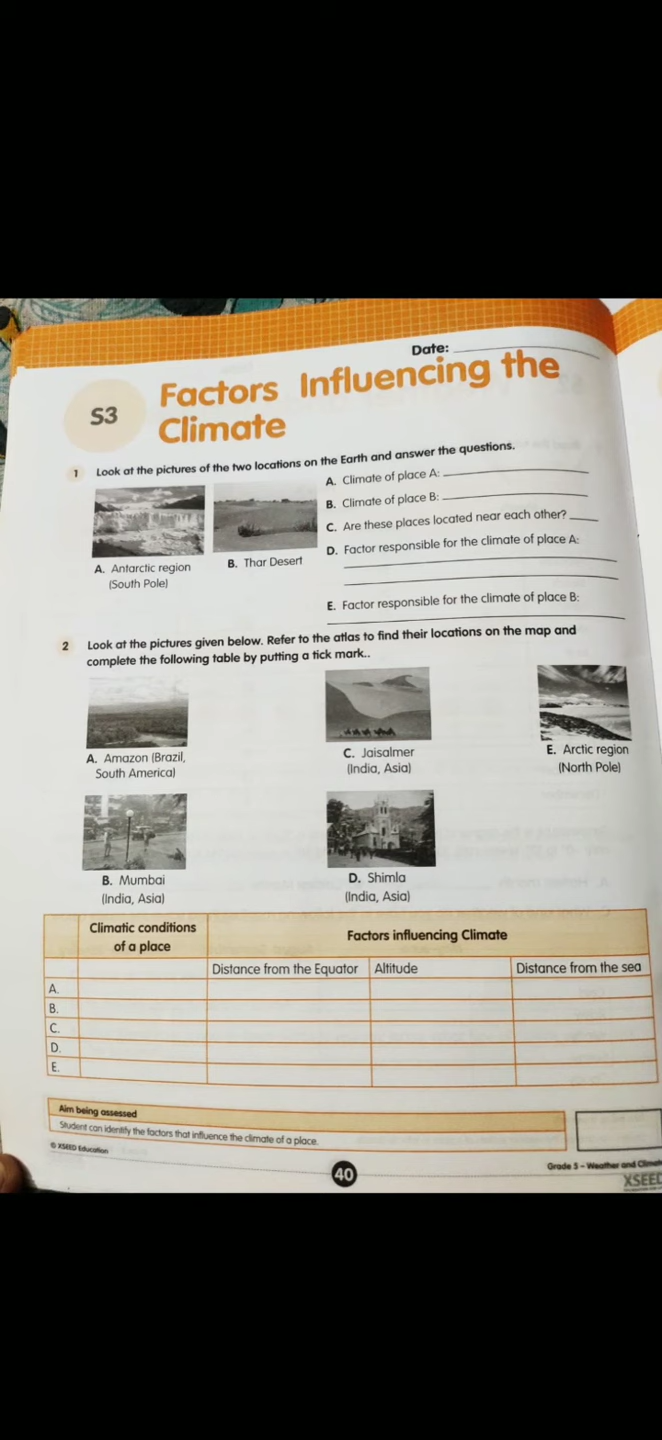 Date:
S3
Factors Influencing the
Climate
1 Look at the pictures of the two locations on the Earth and answer the questions.
A. Antarctic region
(South Pole)
B. Thar Desert
A. Climate of place A:
B. Climate of place B:
C. Are these places located near each other?
D. Factor responsible for the climate of place A:
E. Factor responsible for the climate of place B:
2 Look at the pictures given below. Refer to the atlas to find their locations on the map and
complete the following table by putting a tick mark..
A. Amazon (Brazil,
South America)
C. Jaisalmer
(India, Asia)
E. Arctic region
(North Pole)
B. Mumbai
(India, Asia)
D. Shimla
(India, Asia)
Climatic conditions
of a place
Factors influencing Climate
Distance from the Equator
Altitude
Distance from the sea
A.
B.
C.
D.
E.
Aim being assessed
Student can identify the factors that influence the climate of a place.
© XSEED Education
40
Grade 5 – Weather and Climat
XSEED